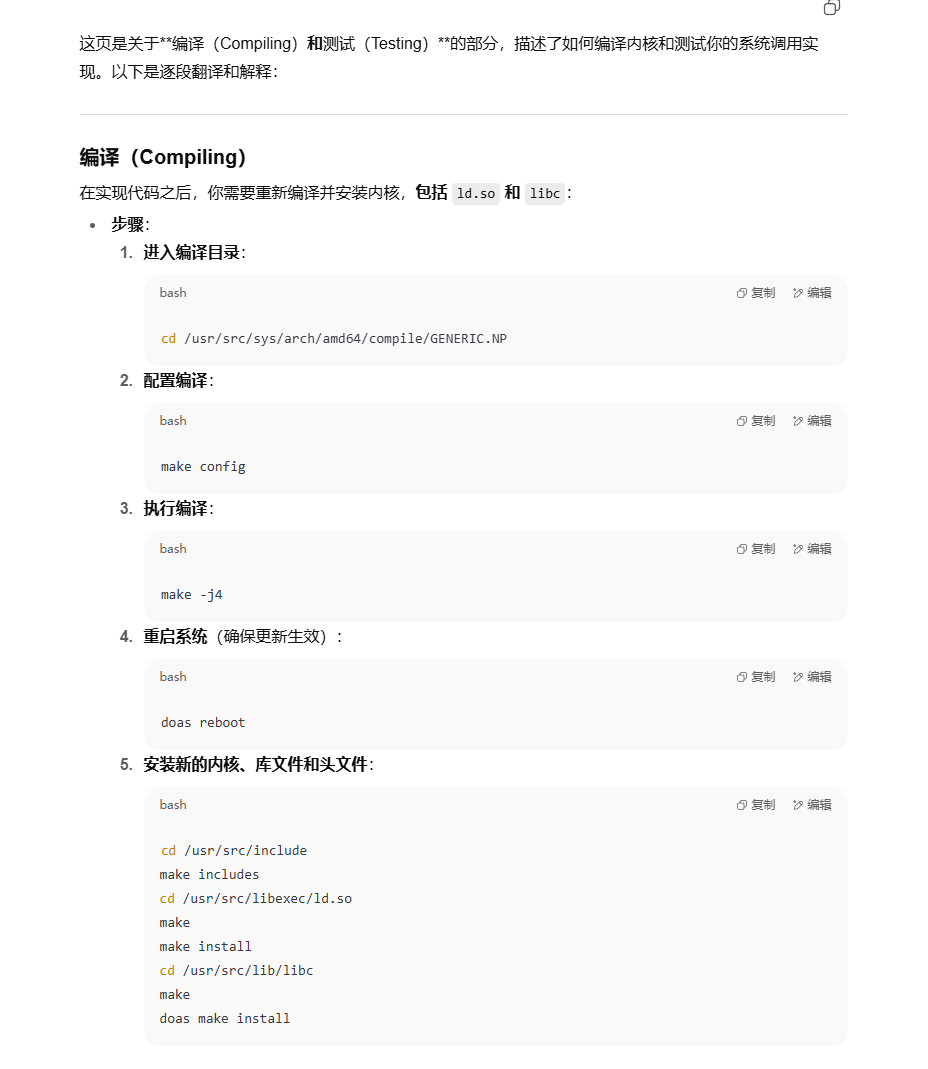 这页是关于**编译（Compiling）和测试（Testing）**的部分，描述了如何编译内核和测试你的系统调用实
现。以下是逐段翻译和解释：
编译（Compiling）
在实现代码之后，你需要重新编译并安装内核，包括 ld.so 和 libc：
• 步骤：
1. 进入编译目录：
bash 复制 编辑
cd /usr/src/sys/arch/amd64/compile/GENERIC.NP
2. 配置编译：
bash 复制 编辑
make config
3. 执行编译：
bash 复制 编辑
make -j4
4. 重启系统（确保更新生效）：
bash 复制 编辑
doas reboot
5. 安装新的内核、库文件和头文件：
bash 复制 编辑
cd /usr/src/include
make includes
cd /usr/src/libexec/ld.so
make
make install
cd /usr/src/lib/libc
make
doas make install